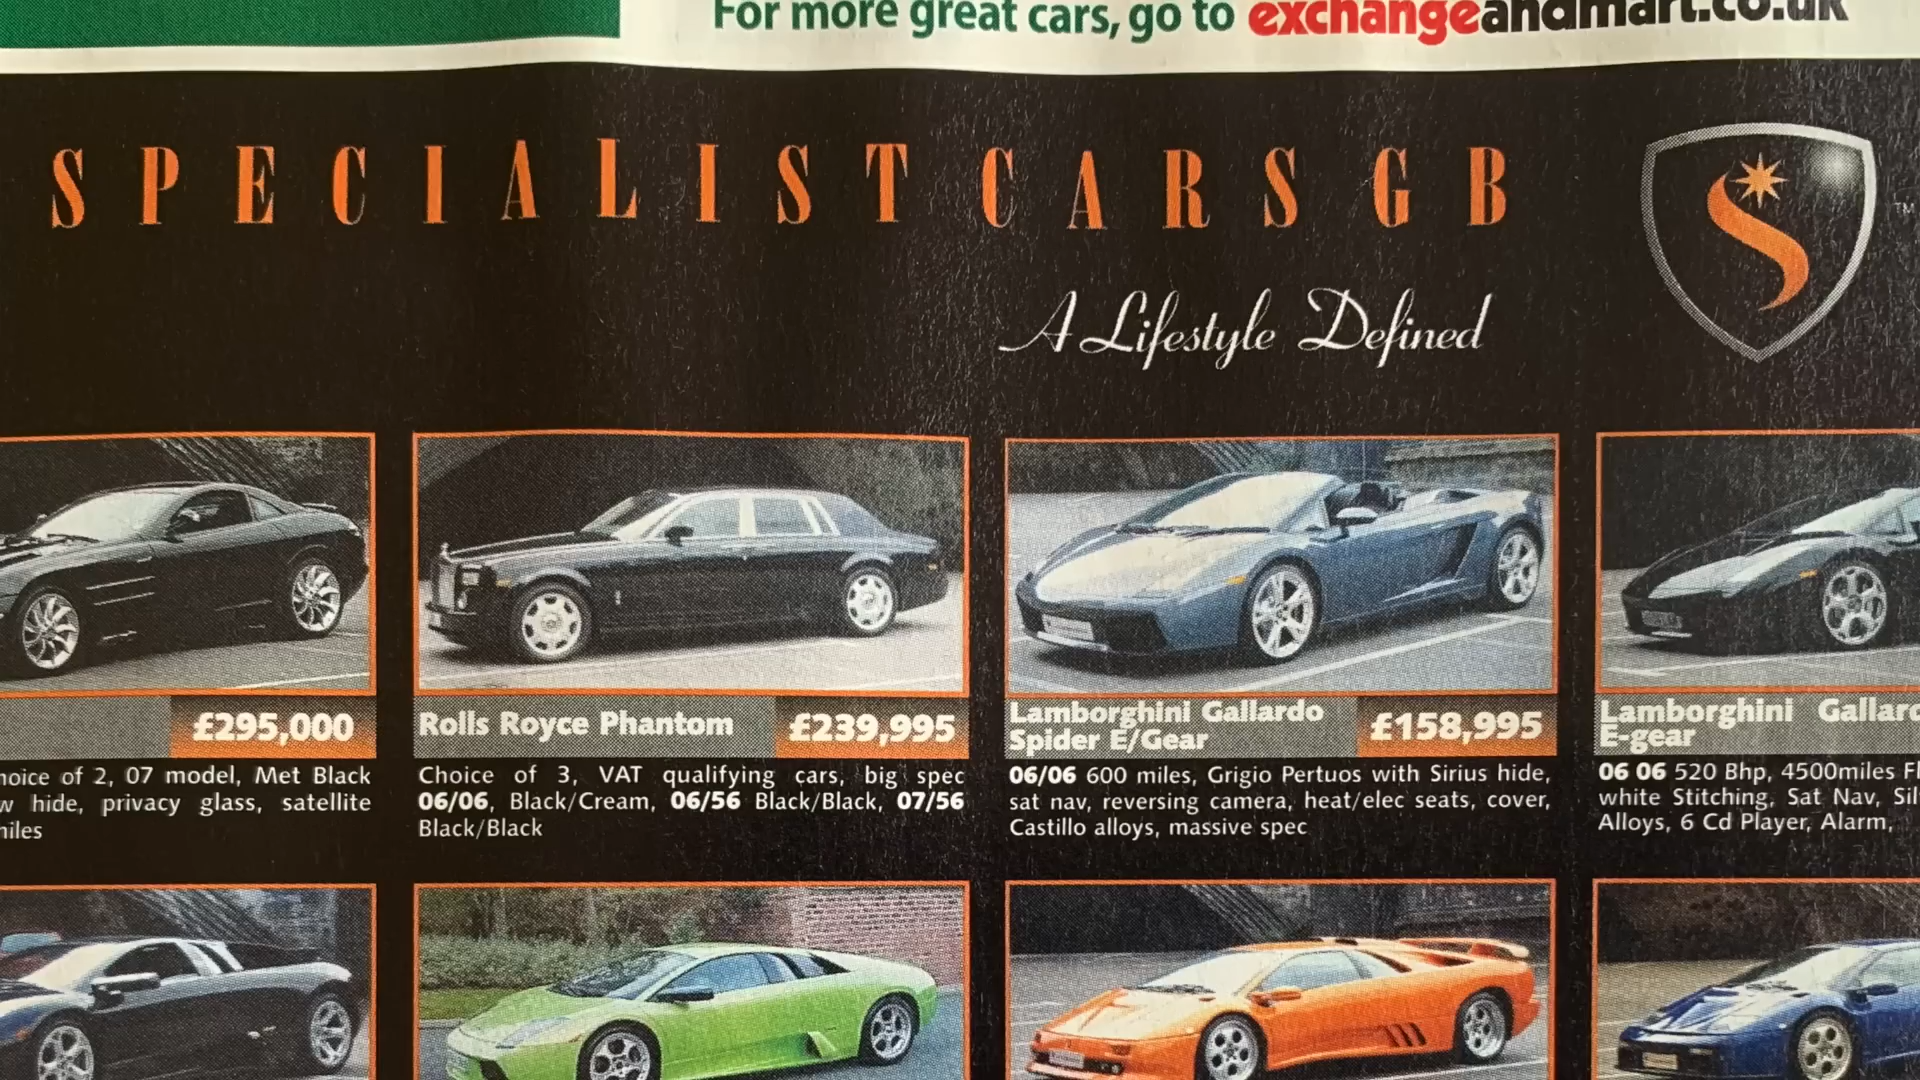 For more great cars, go to exchangeandmart.co.uk
SPECIALIST CARS GB
TM
A Lifestyle Defined
£295,000
hoice of 2, 07 model, Met Black
w hide, privacy glass, satellite
miles
Rolls Royce Phantom
£239,995
Choice of 3, VAT qualifying cars, big spec
06/06, Black/Cream, 06/56 Black/Black, 07/56
Black/Black
Lamborghini Gallardo
Spider E/Gear
£158,995
06/06 600 miles, Grigio Pertuos with Sirius hide,
sat nav, reversing camera, heat/elec seats, cover,
Castillo alloys, massive spec
Lamborghini Gallard
E-gear
06 06 520 Bhp, 4500miles
white Stitching, Sat Nav,
Alloys, 6 Cd Player, Alarm,